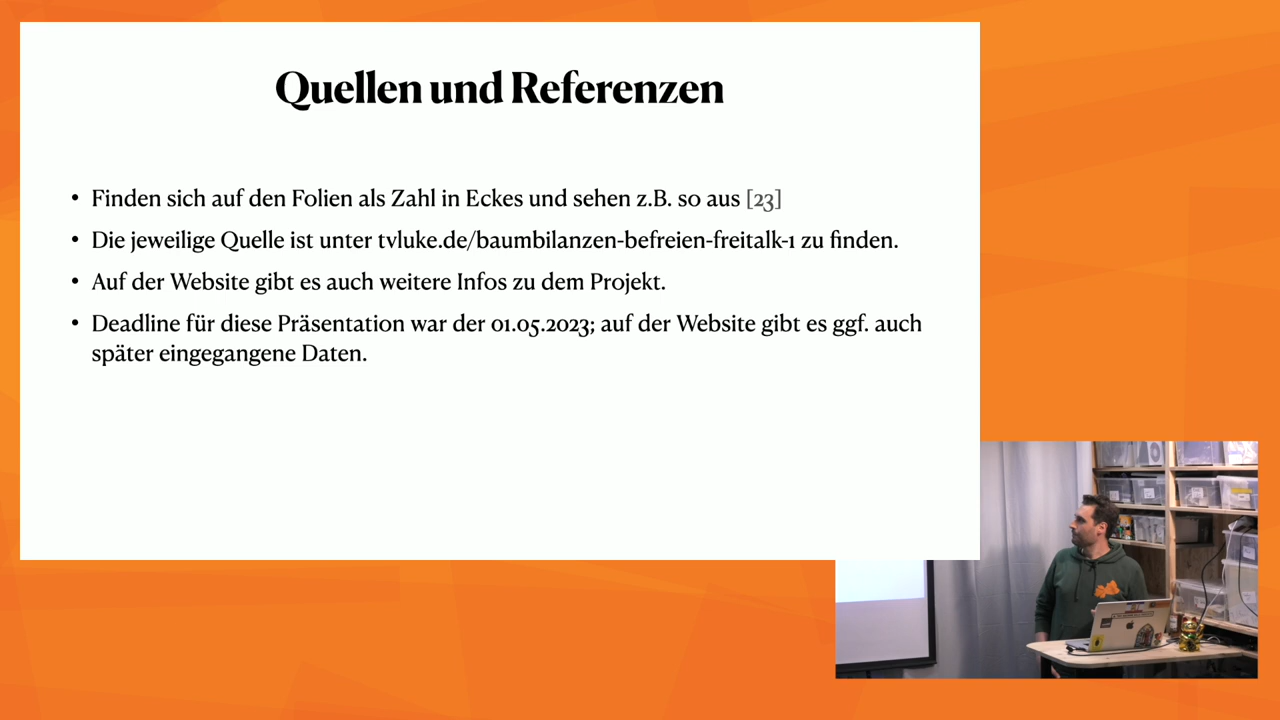 Quellen und Referenzen
• Finden sich auf den Folien als Zahl in Eckes und sehen z.B. so aus [23]
• Die jeweilige Quelle ist unter tvluke.de/baumbilanzen-befreien-freitalk-1 zu finden.
• Auf der Website gibt es auch weitere Infos zu dem Projekt.
• Deadline für diese Präsentation war der 01.05.2023; auf der Website gibt es ggf. auch
später eingegangene Daten.